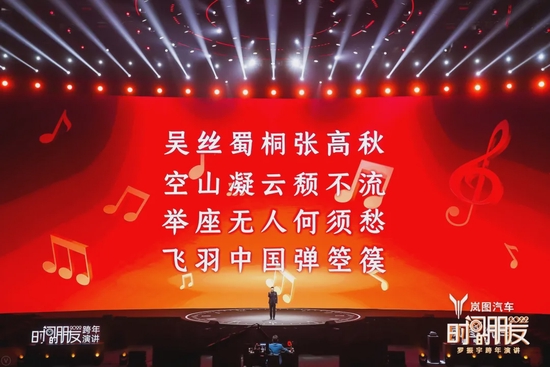 吴丝蜀桐张高秋
空山凝云颓不流
举座无人何须愁
飞羽中国弹箜篌
时间的朋友
2022
跨年
演讲
岚图汽车
时间的朋友
2022
罗振宇跨年演讲